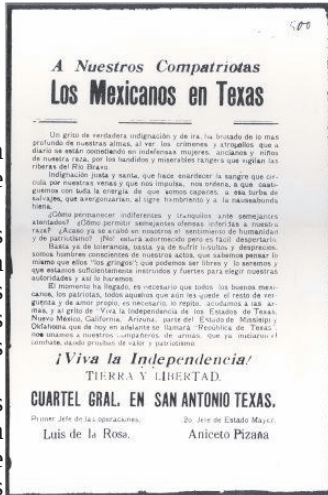 500
A Nuestros Compatriotas
Los Mexicanos en Texas
Un grito de verdadera indignación y de ira, ha brotado de lo mas
profundo de nuestras almas, al ver los crimenes y atropellos que a
diario se están cometiendo en indefensas mujeres, ancianos y niños
de nuestra raza, por los bandidos y miserables rangers que vigilan las
riberas del Rio Bravo
Indignación justa y santa, que hace enardecer la sangre que cir-
cula por nuestras venas y que nos impulsa, nos ordena, a que casti-
guemos con toda la energía de que somos capaces, a esa turba de
salvajes, que avergonzarían, al tigre hambriento y a la nauseabunda
hiena.
¿Cómo permanecer indiferentes y tranquilos ante semejantes
atentados? ¿Cómo permitir semejantes ofensas inferidas a nuestra
raza? ¿Acaso ya se acabó en nosotros el sentimiento de humanidad
y de patriotismo? ¡No! estará adormecido pero es fácil despertarlo.
Basta ya de tolerancia, basta ya de sufrir insultos y desprecios,
somos hombres conscientes de nuestros actos, que sabemos pensar lo
mismo que ellos "los gringos"; que podemos ser libres y lo seremos y
que estamos suficientemente instruidos y fuertes para elegir nuestras
autoridades y así lo haremos.
El momento ha llegado, es necesario que todos los buenos mexi-
canos, los patriotas, todos aquellos que aún les quede el resto de ver-
güenza y de amor propio, es necesario, lo repito, acudamos a las ar-
mas, y al grito de "Viva la Independencia de los Estados de Texas,
Nuevo México, California, Arizona, parte del Estado de Missisipi y
Oklahoma que de hoy en adelante se llamará "República de Texas",
nos unamos a nuestros compañeros de armas, que ya iniciaron el
combate, dando pruebas de valor y patriotismo.
¡Viva la Independencia!
TIERRA Y LIBERTAD.
CUARTEL GRAL. EN SAN ANTONIO TEXAS.
Primer Jefe de las operaciones, 2o. Jefe de Estado Mayor,
Luis de la Rosa. Aniceto Pizaña